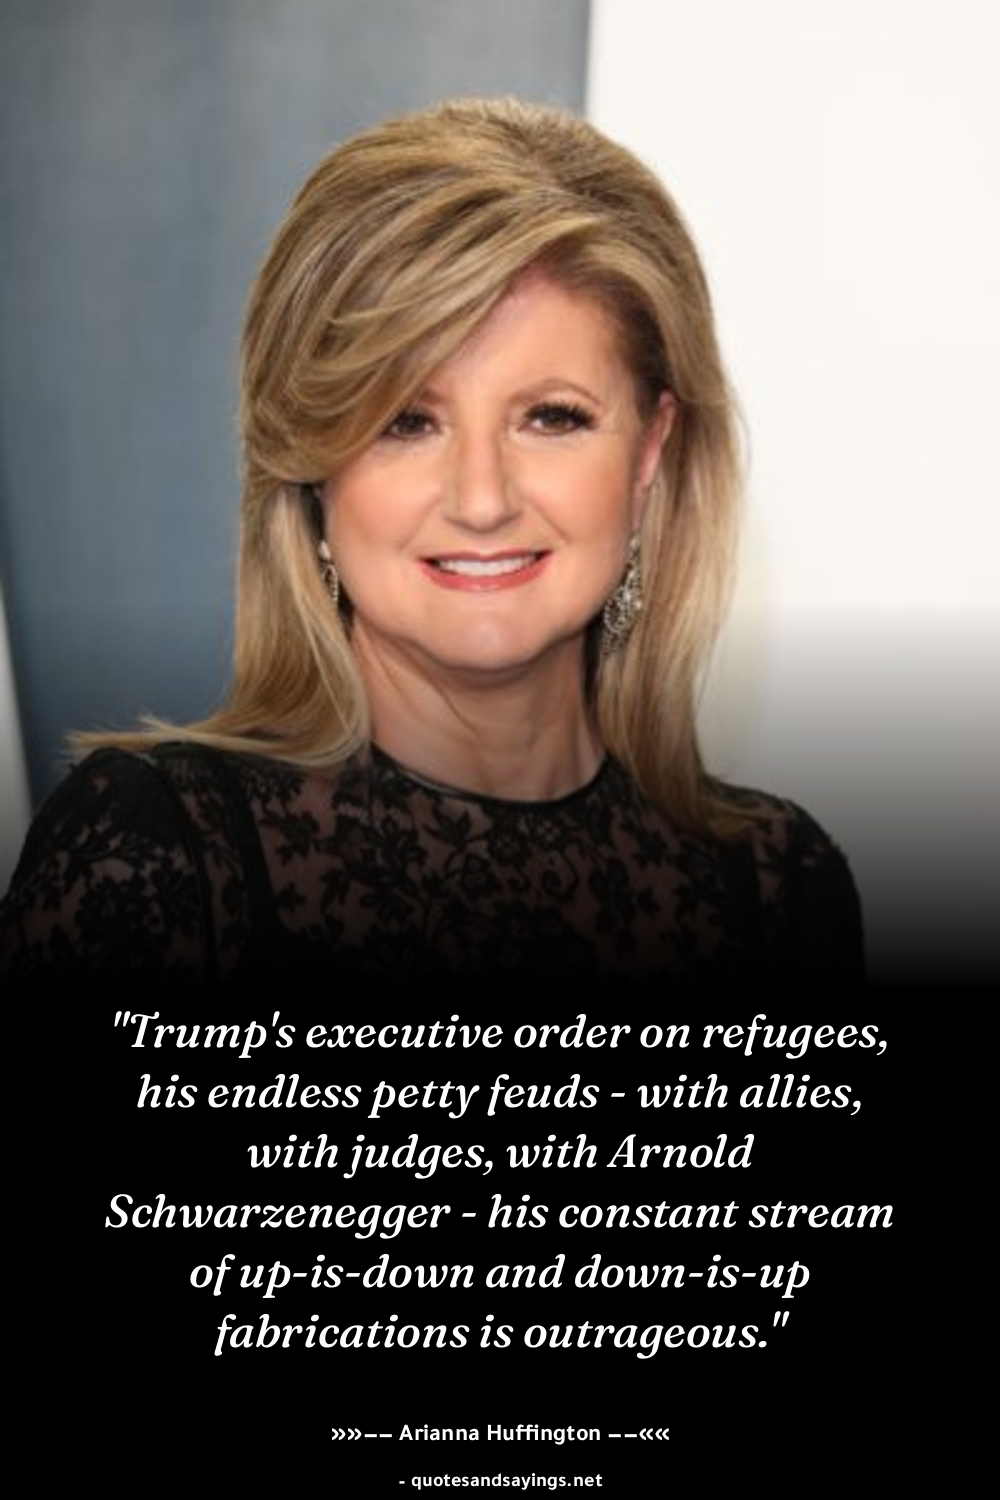 "Trump's executive order on refugees,
his endless petty feuds - with allies,
with judges, with Arnold
Schwarzenegger - his constant stream
of up-is-down and down-is-up
fabrications is outrageous."
»»–– Arianna Huffington ––««
- quotesandsayings.net